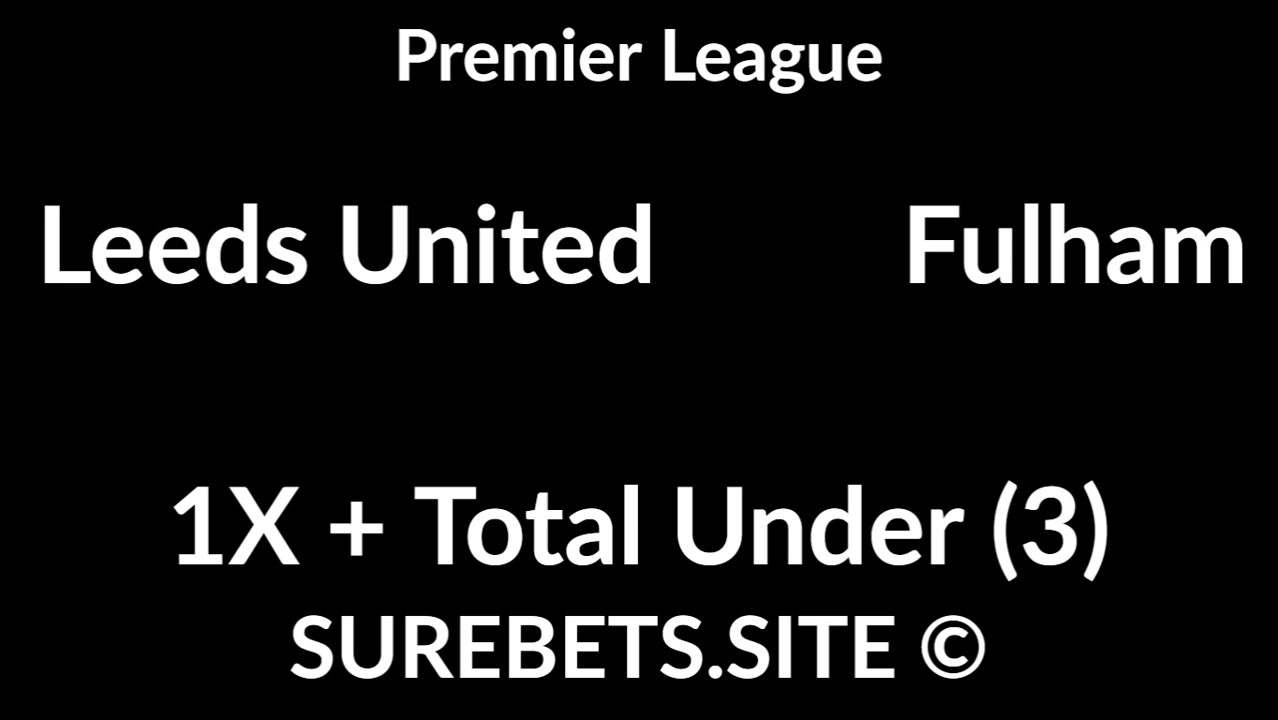 Premier League
Leeds United Fulham
1X + Total Under (3)
SUREBETS.SITE ©